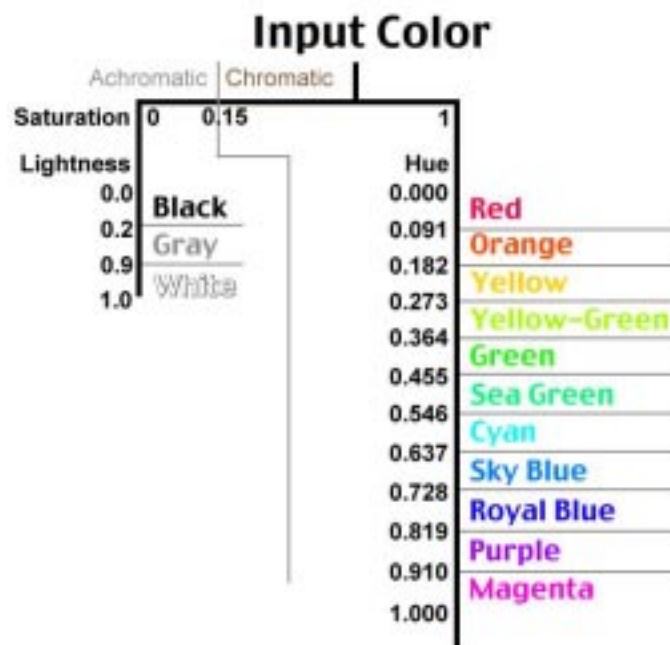 Input Color
Achromatic Chromatic
Saturation 0 0.15 1
Lightness Hue
0.0 0.000
Black Red
0.2 0.091
Gray Orange
0.9 0.182
White Yellow
1.0 0.273
Yellow-Green
0.364
Green
0.455
Sea Green
0.546
Cyan
0.637
Sky Blue
0.728
Royal Blue
0.819
Purple
0.910
Magenta
1.000